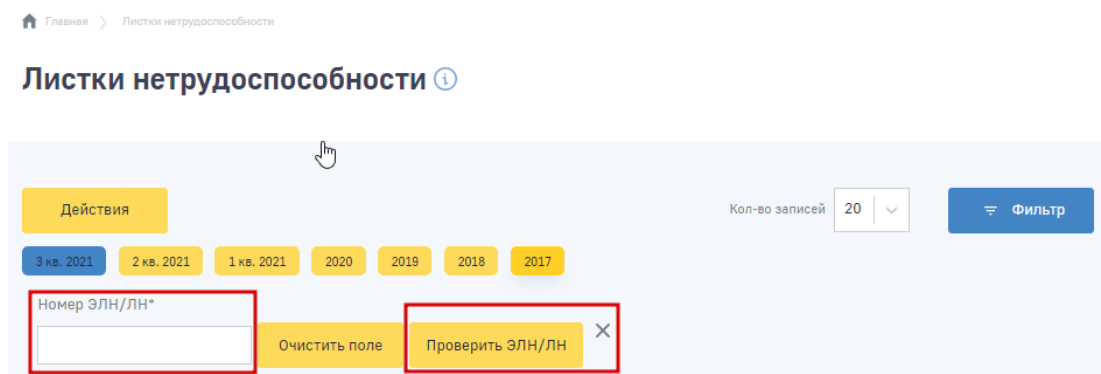 Главная > Листки нетрудоспособности
Листки нетрудоспособности i
Действия Кол-во записей 20 Фильтр
3 кв. 2021 2 кв. 2021 1 кв. 2021 2020 2019 2018 2017
Номер ЭЛН/ЛН*
Очистить поле Проверить ЭЛН/ЛН ×